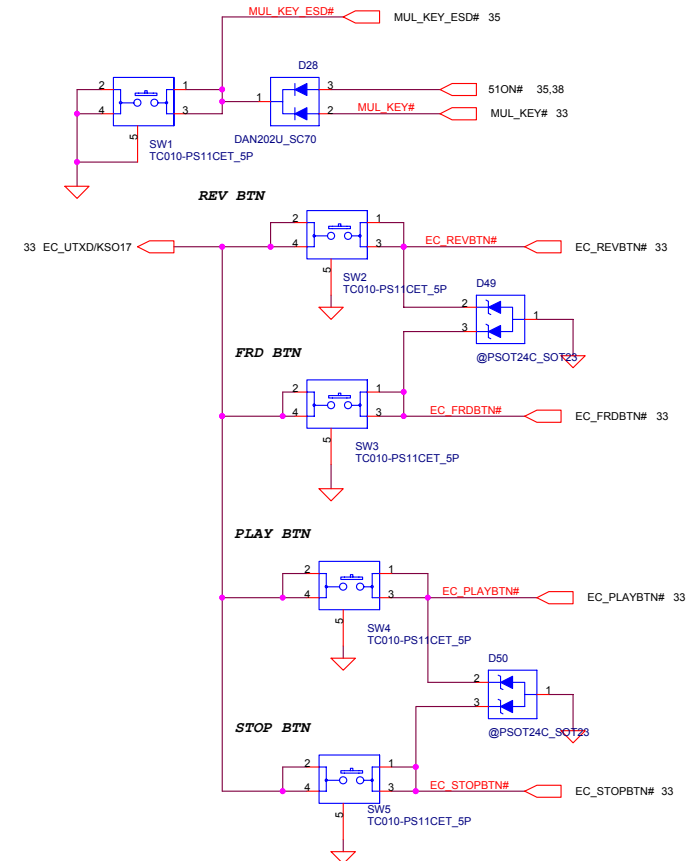 MUL_KEY_ESD# MUL_KEY_ESD# 35
D28
2 1 3 51ON# 35,38
4 3 1 2 MUL_KEY# MUL_KEY# 33
5 SW1 DAN202U_SC70
TC010-PS11CET_5P
REV BTN
2 1
33 EC_UTXD/KSO17 4 3 EC_REVBTN# EC_REVBTN# 33
5 SW2 D49
TC010-PS11CET_5P
2 1
3
@PSOT24C_SOT23
FRD BTN
2 1
4 3 EC_FRDBTN# EC_FRDBTN# 33
5 SW3
TC010-PS11CET_5P
PLAY BTN
2 1
4 3 EC_PLAYBTN# EC_PLAYBTN# 33
5 SW4
TC010-PS11CET_5P
D50
2 1
3
@PSOT24C_SOT23
STOP BTN
2 1
4 3 EC_STOPBTN# EC_STOPBTN# 33
5 SW5
TC010-PS11CET_5P